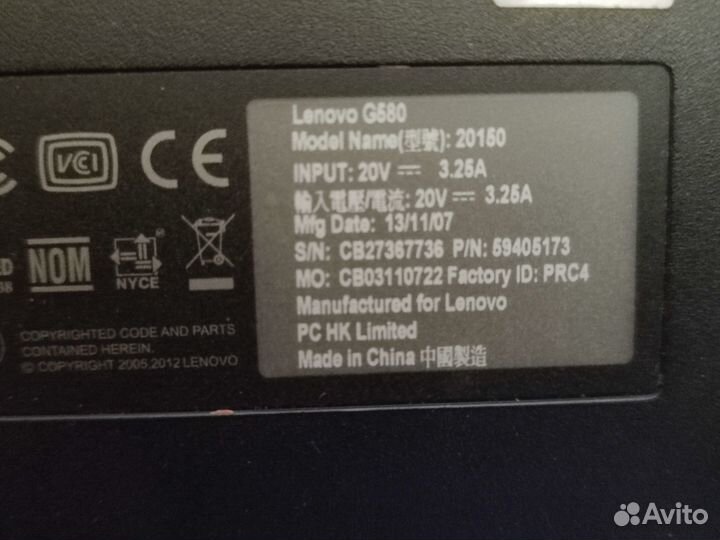 Lenovo G580
Model Name(型號): 20150
INPUT: 20V 3.25A
輸入電壓/電流: 20V 3.25A
Mfg Date: 13/11/07
S/N: CB27367736 P/N: 59405173
MO: CB03110722 Factory ID: PRC4
Manufactured for Lenovo
PC HK Limited
Made in China 中國製造
VCI
CE
NOM
NYCE
COPYRIGHTED CODE AND PARTS
CONTAINED HEREIN.
© COPYRIGHT 2005,2012 LENOVO
Avito